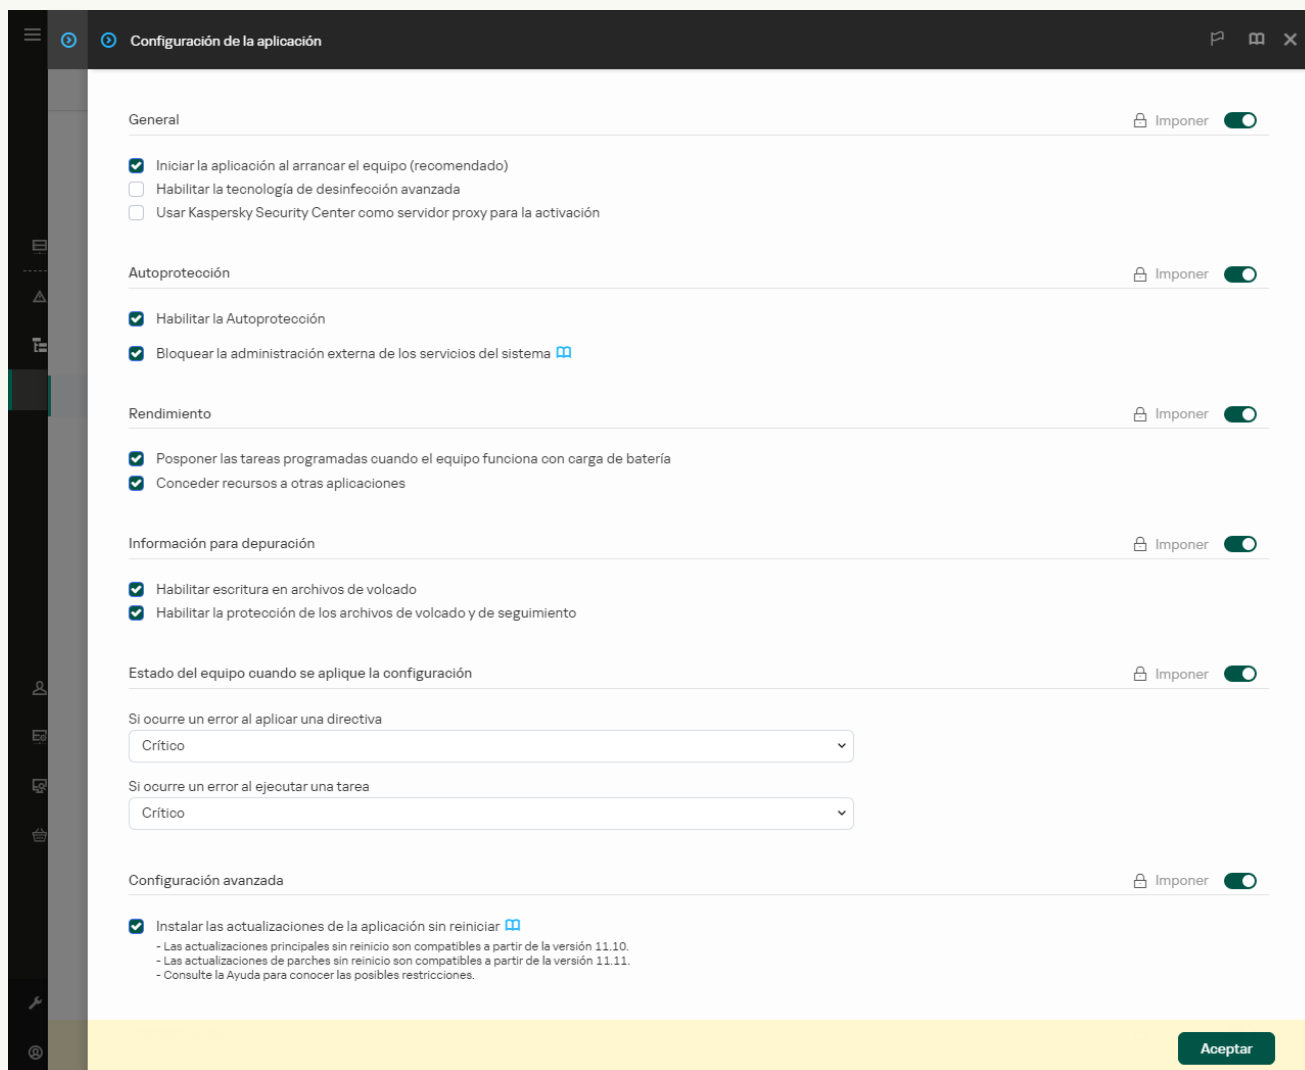 Configuración de la aplicación
General
Imponer
Iniciar la aplicación al arrancar el equipo (recomendado)
Habilitar la tecnología de desinfección avanzada
Usar Kaspersky Security Center como servidor proxy para la activación
Autoprotección
Imponer
Habilitar la Autoprotección
Bloquear la administración externa de los servicios del sistema
Rendimiento
Imponer
Posponer las tareas programadas cuando el equipo funciona con carga de batería
Conceder recursos a otras aplicaciones
Información para depuración
Imponer
Habilitar escritura en archivos de volcado
Habilitar la protección de los archivos de volcado y de seguimiento
Estado del equipo cuando se aplique la configuración
Imponer
Si ocurre un error al aplicar una directiva
Crítico
Si ocurre un error al ejecutar una tarea
Crítico
Configuración avanzada
Imponer
Instalar las actualizaciones de la aplicación sin reiniciar
- Las actualizaciones principales sin reinicio son compatibles a partir de la versión 11.10.
- Las actualizaciones de parches sin reinicio son compatibles a partir de la versión 11.11.
- Consulte la Ayuda para conocer las posibles restricciones.
Aceptar